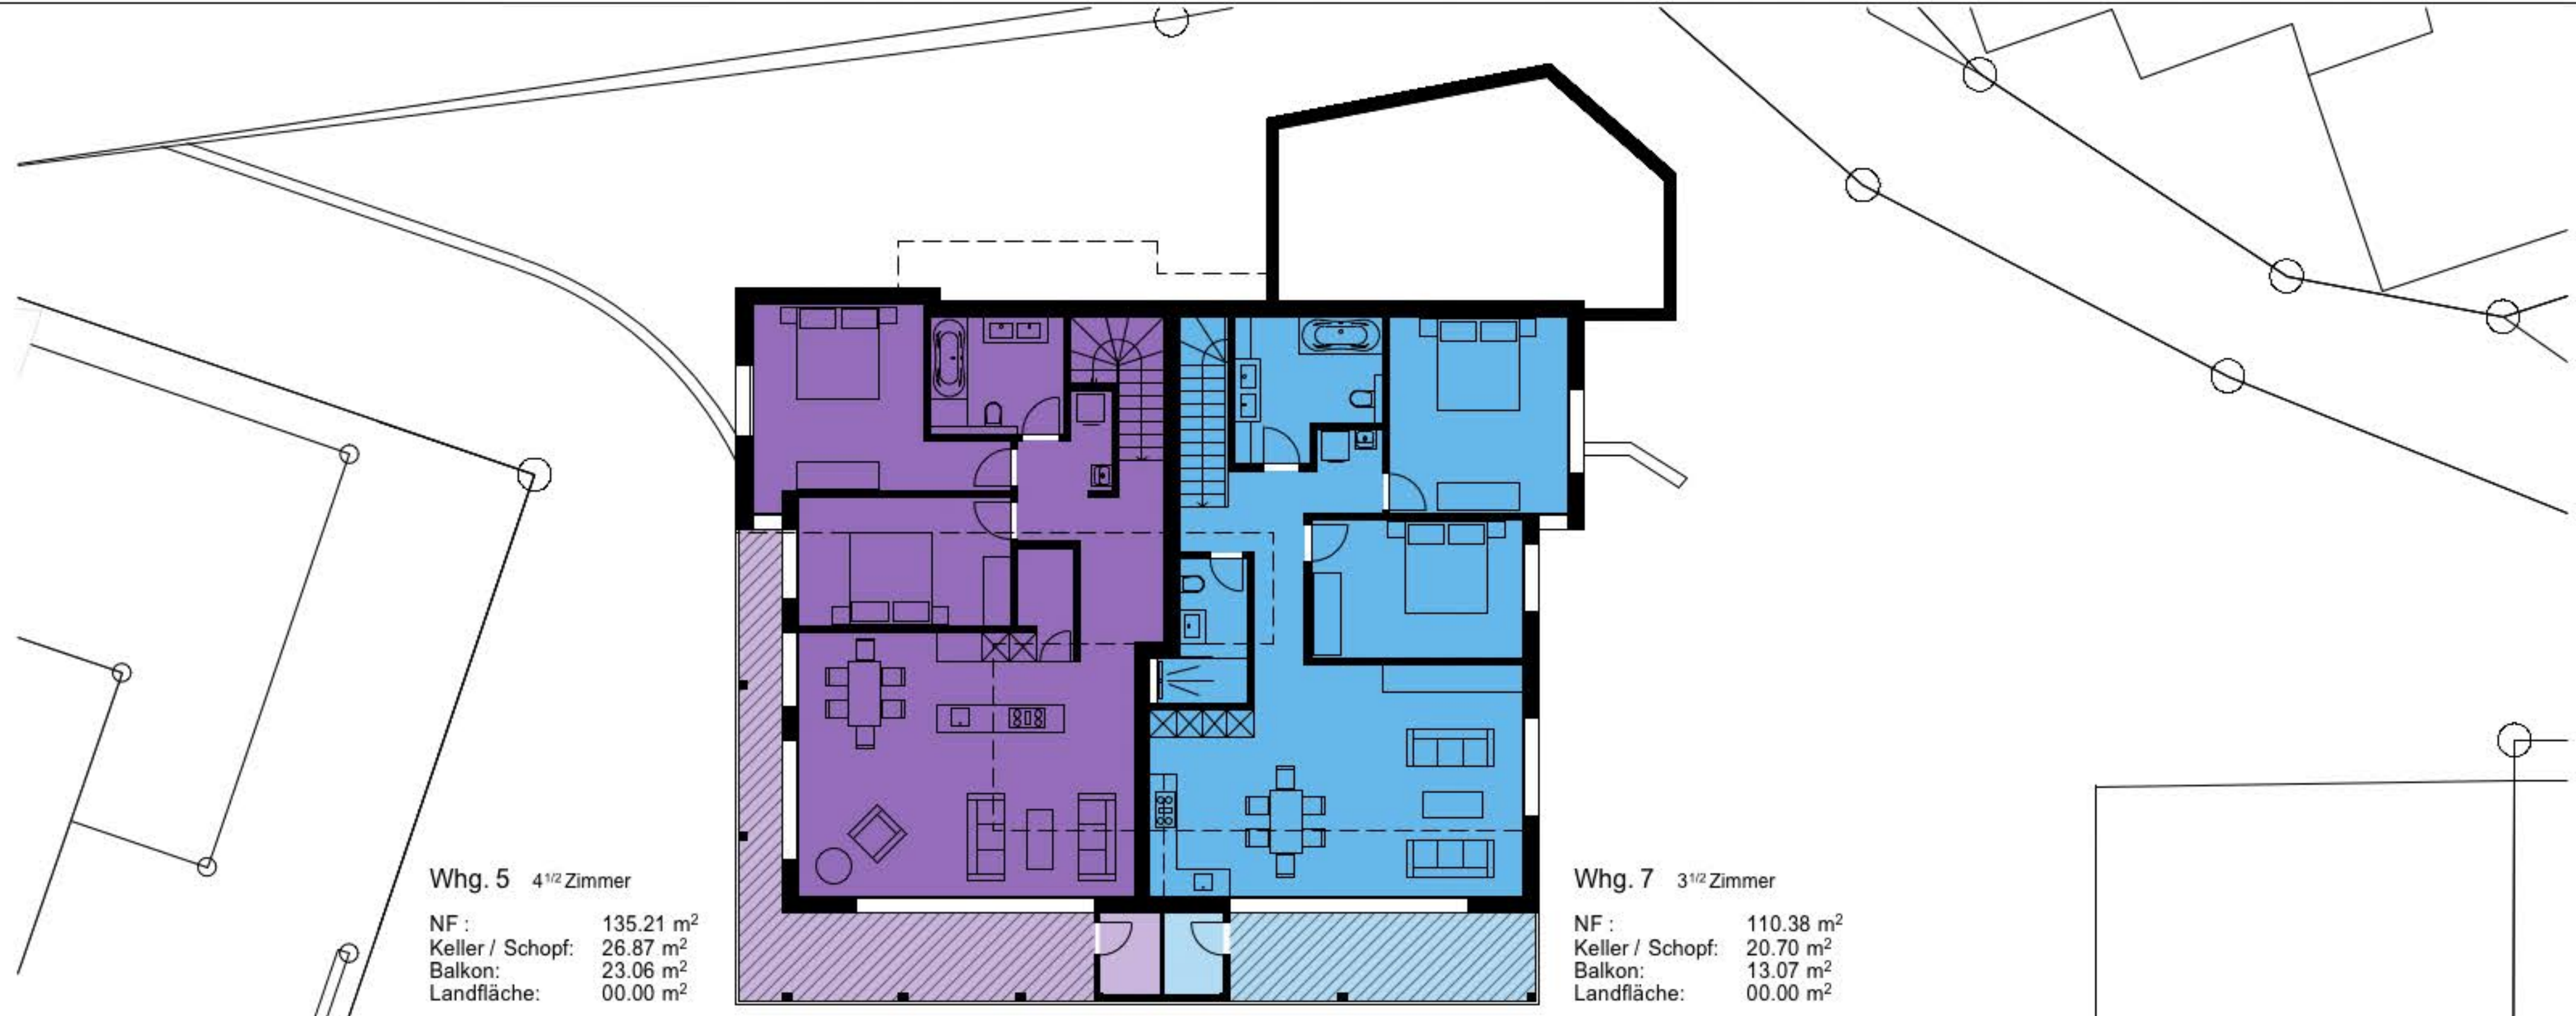 Whg. 5 4 1/2 Zimmer
NF : 135.21 m²
Keller / Schopf: 26.87 m²
Balkon: 23.06 m²
Landfläche: 00.00 m²
Whg. 7 3 1/2 Zimmer
NF : 110.38 m²
Keller / Schopf: 20.70 m²
Balkon: 13.07 m²
Landfläche: 00.00 m²